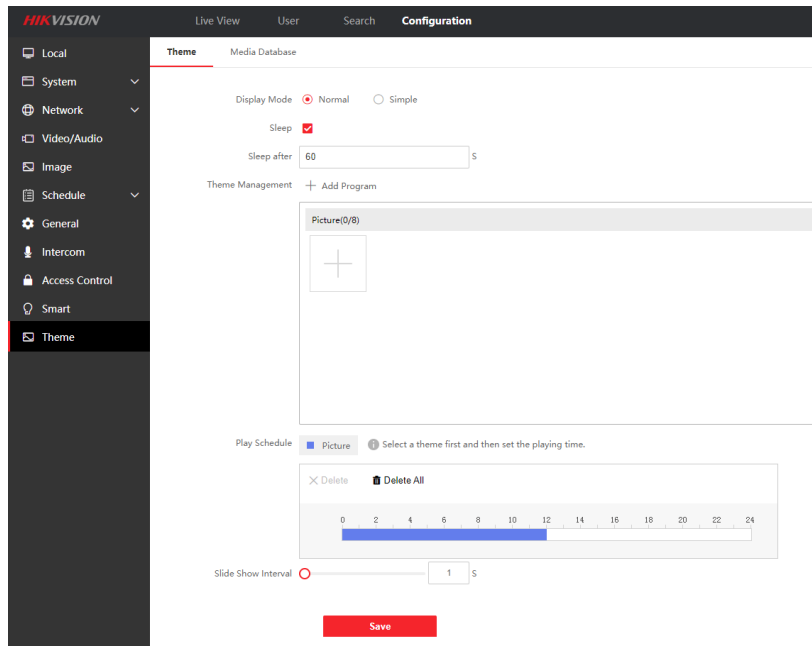 HIKVISION
Live View
User
Search
Configuration
Local
System
Network
Video/Audio
Image
Schedule
General
Intercom
Access Control
Smart
Theme
Theme
Media Database
Display Mode
Normal
Simple
Sleep
Sleep after
60
S
Theme Management
Add Program
Picture(0/8)
Play Schedule
Picture
Select a theme first and then set the playing time.
Delete
Delete All
0 2 4 6 8 10 12 14 16 18 20 22 24
Slide Show Interval
1
S
Save